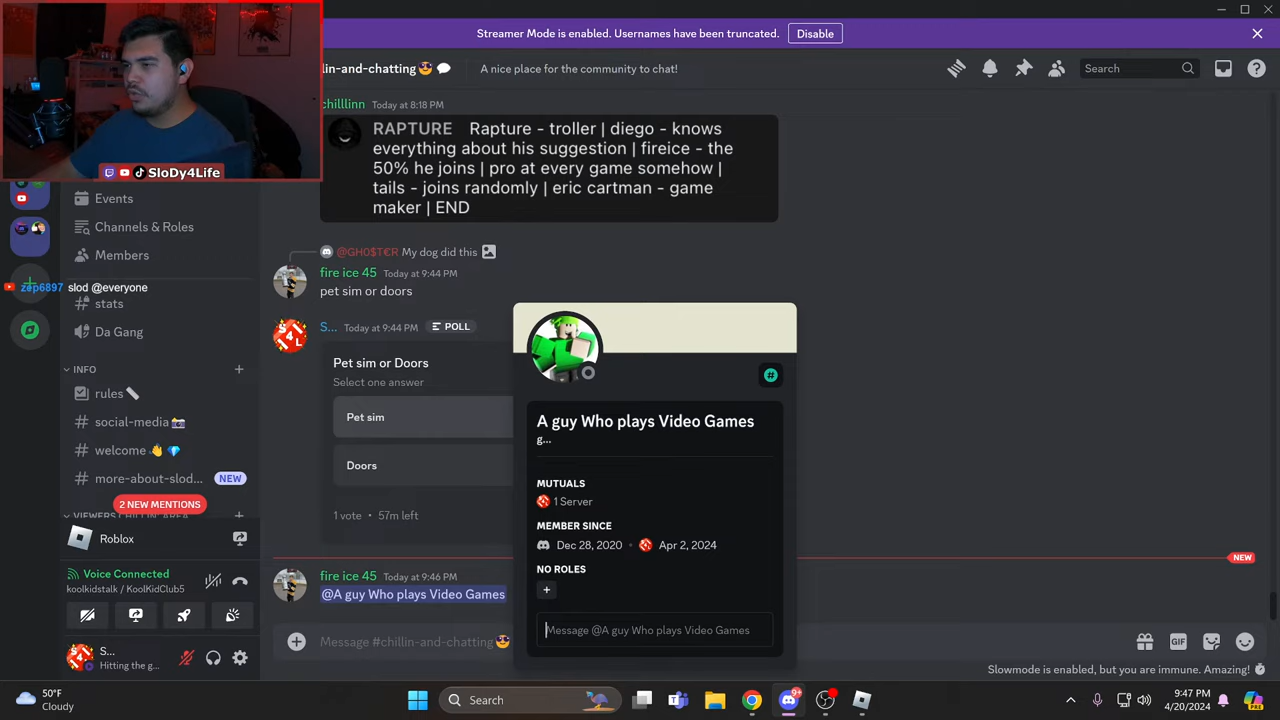 Streamer Mode is enabled. Usernames have been truncated.
Disable
SloDy4Life
lin-and-chatting
A nice place for the community to chat!
Search
chilllinn Today at 8:18 PM
RAPTURE Rapture - troller | diego - knows
everything about his suggestion | fireice - the
50% he joins | pro at every game somehow |
tails - joins randomly | eric cartman - game
maker | END
Events
Channels & Roles
Members
zep6897 slod @everyone
stats
Da Gang
INFO
rules
social-media
welcome
more-about-slod...
NEW
2 NEW MENTIONS
VIEWERS CHILLIN' AREA
@GH0$T€R My dog did this
fire ice 45 Today at 9:44 PM
pet sim or doors
S... Today at 9:44 PM POLL
Pet sim or Doors
Select one answer
Pet sim
Doors
1 vote • 57m left
NEW
fire ice 45 Today at 9:46 PM
@A guy Who plays Video Games
A guy Who plays Video Games
g...
MUTUALS
1 Server
MEMBER SINCE
Dec 28, 2020 • Apr 2, 2024
NO ROLES
+
Message @A guy Who plays Video Games
Roblox
Voice Connected
koolkidstalk / KoolKidClub5
S...
Hitting the g...
Message #chillin-and-chatting
GIF
Slowmode is enabled, but you are immune. Amazing!
50°F
Cloudy
Search
9+
9:47 PM
4/20/2024